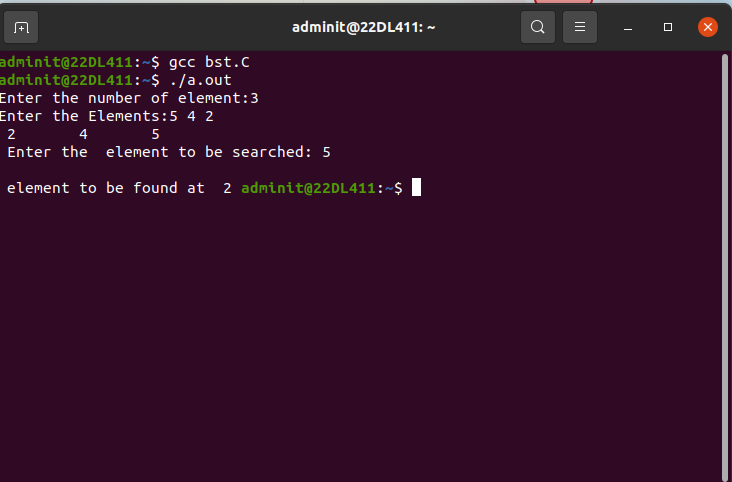 adminit@22DL411: ~
adminit@22DL411:~$ gcc bst.C
adminit@22DL411:~$ ./a.out
Enter the number of element:3
Enter the Elements:5 4 2
 2       4       5
 Enter the  element to be searched: 5

 element to be found at  2 adminit@22DL411:~$